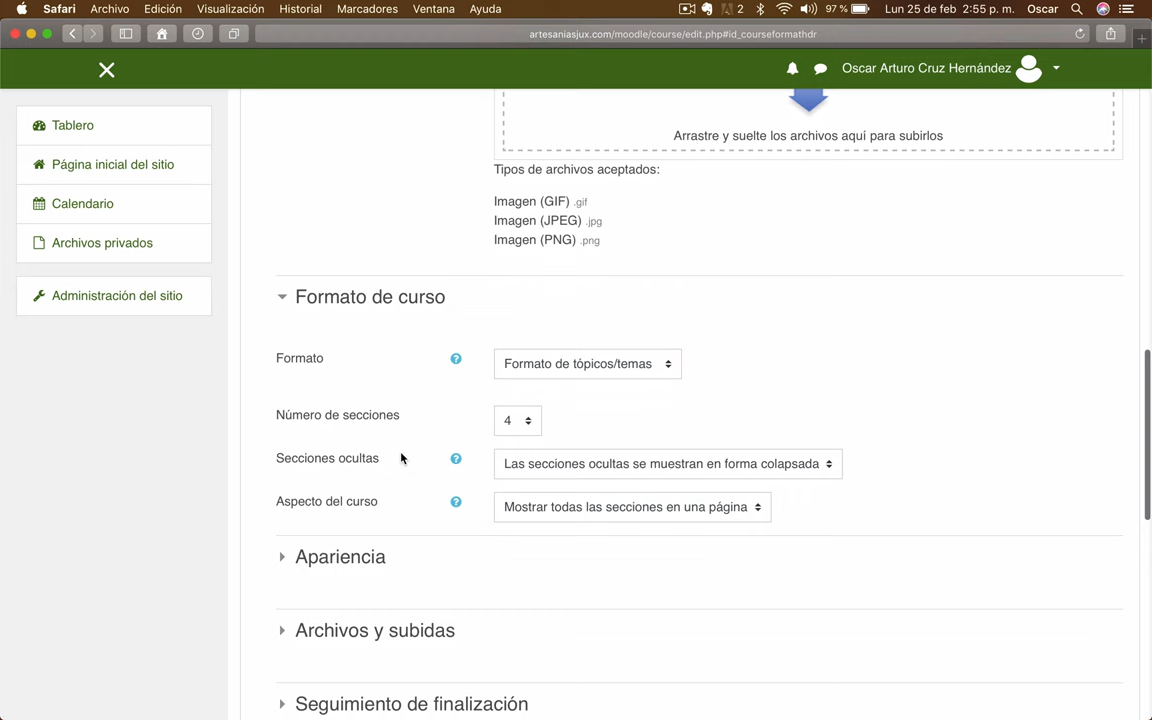 Safari Archivo Edición Visualización Historial Marcadores Ventana Ayuda 2 97 % Lun 25 de feb 2:55 p. m. Oscar
artesaniasjux.com/moodle/course/edit.php#id_courseformathdr
Oscar Arturo Cruz Hernández
Tablero
Página inicial del sitio
Calendario
Archivos privados
Administración del sitio
Arrastre y suelte los archivos aquí para subirlos
Tipos de archivos aceptados:
Imagen (GIF) .gif
Imagen (JPEG) .jpg
Imagen (PNG) .png
Formato de curso
Formato ? Formato de tópicos/temas
Número de secciones 4
Secciones ocultas ? Las secciones ocultas se muestran en forma colapsada
Aspecto del curso ? Mostrar todas las secciones en una página
Apariencia
Archivos y subidas
Seguimiento de finalización